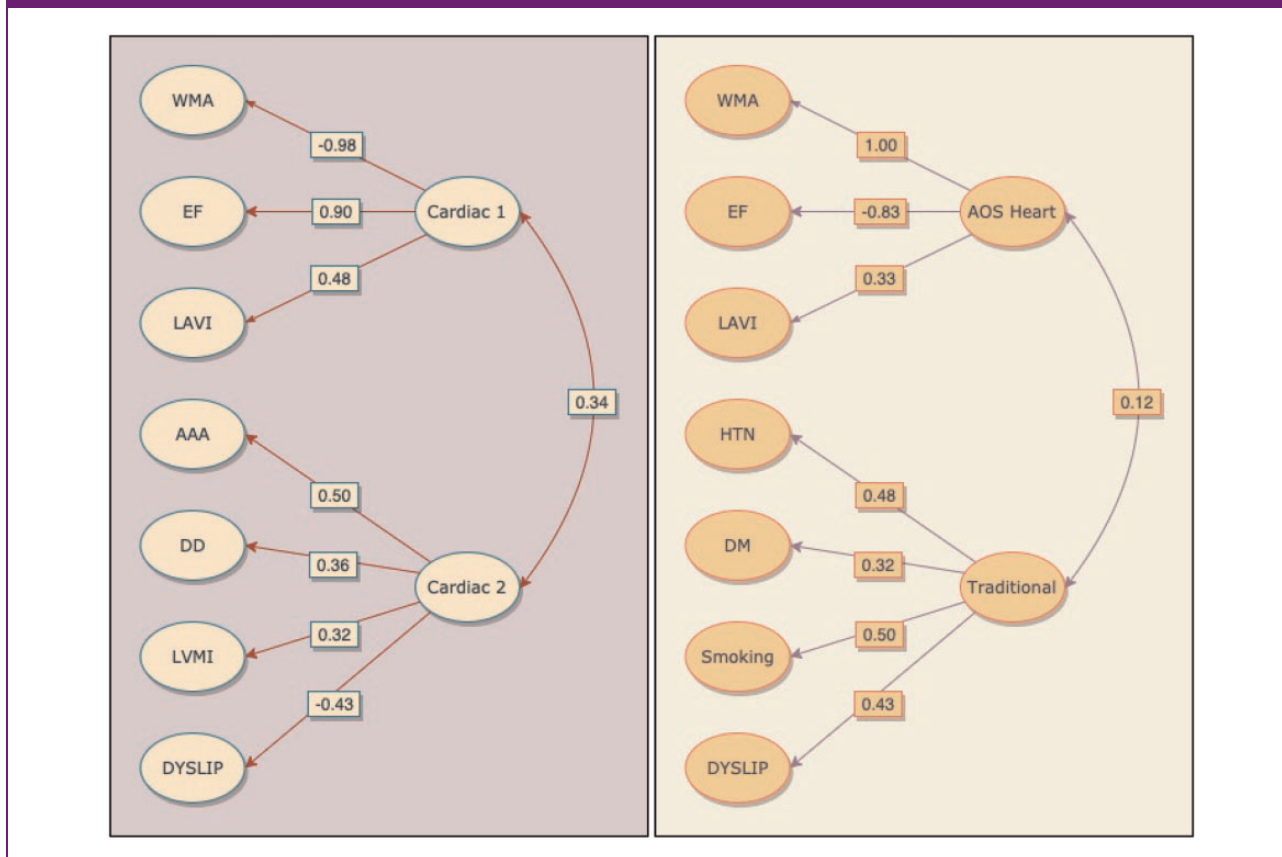 WMA
-0.98
EF
0.90
Cardiac 1
0.48
LAVI
0.34
AAA
0.50
DD
0.36
Cardiac 2
0.32
LVMI
-0.43
DYSLIP
WMA
1.00
EF
-0.83
AOS Heart
0.33
LAVI
0.12
HTN
0.48
DM
0.32
Traditional
0.50
Smoking
0.43
DYSLIP